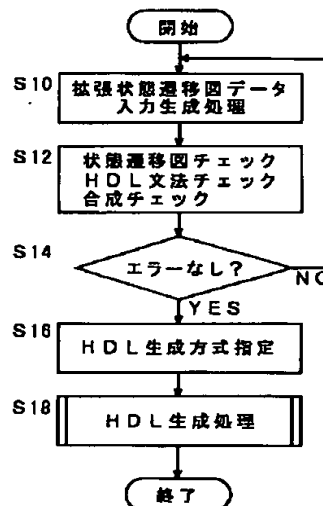 開始
S10
拡張状態遷移図データ
入力生成処理
S12
状態遷移図チェック
HDL文法チェック
合成チェック
S14
エラーなし?
NO
YES
S16
HDL生成方式指定
S18
HDL生成処理
終了